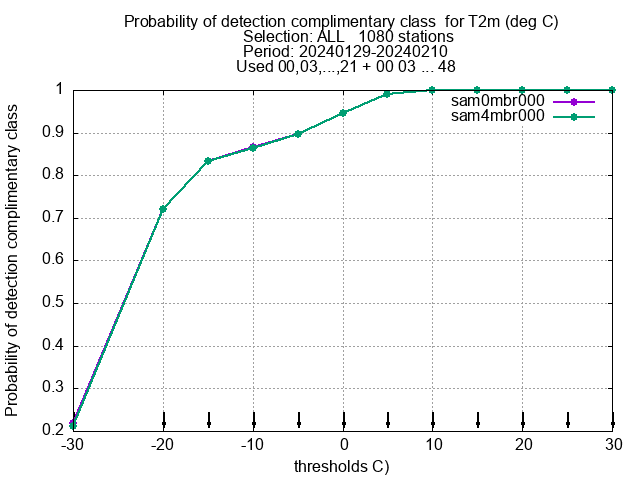 Probability of detection complimentary class  for T2m (deg C)
Selection: ALL   1080 stations
Period: 20240129-20240210
Used 00,03,...,21 + 00 03 ... 48
Probability of detection complimentary class
1
0.9
0.8
0.7
0.6
0.5
0.4
0.3
0.2
sam0mbr000
sam4mbr000
-30
-20
-10
0
10
20
30
thresholds C)